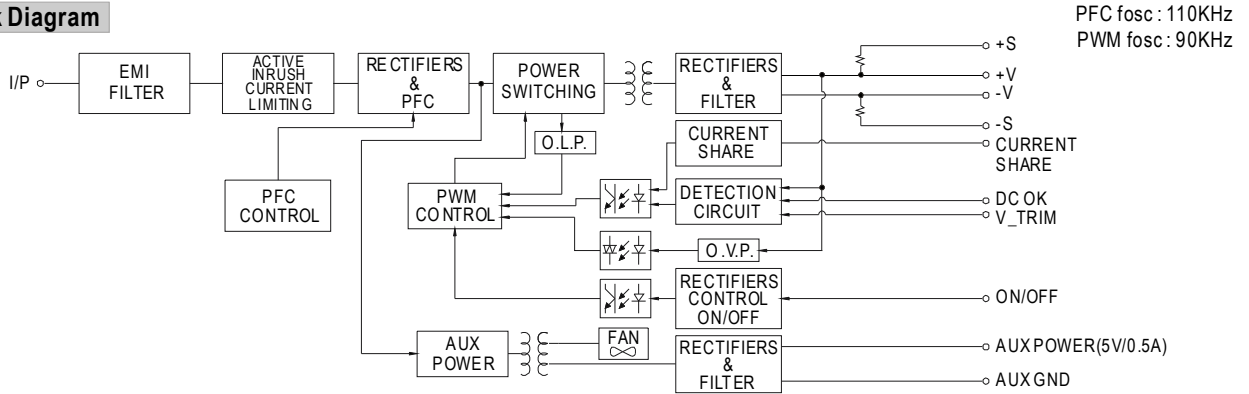 k Diagram
PFC fosc : 110KHz
PWM fosc : 90KHz
I/P
EMI
FILTER
ACTIVE
INRUSH
CURRENT
LIMITING
RECTIFIERS
&
PFC
POWER
SWITCHING
RECTIFIERS
&
FILTER
+S
+V
-V
-S
CURRENT
SHARE
O.L.P.
CURRENT
SHARE
PFC
CONTROL
PWM
CONTROL
DETECTION
CIRCUIT
DC OK
V_TRIM
O.V.P.
RECTIFIERS
CONTROL
ON/OFF
ON/OFF
AUX
POWER
FAN
RECTIFIERS
&
FILTER
AUX POWER(5V/0.5A)
AUX GND